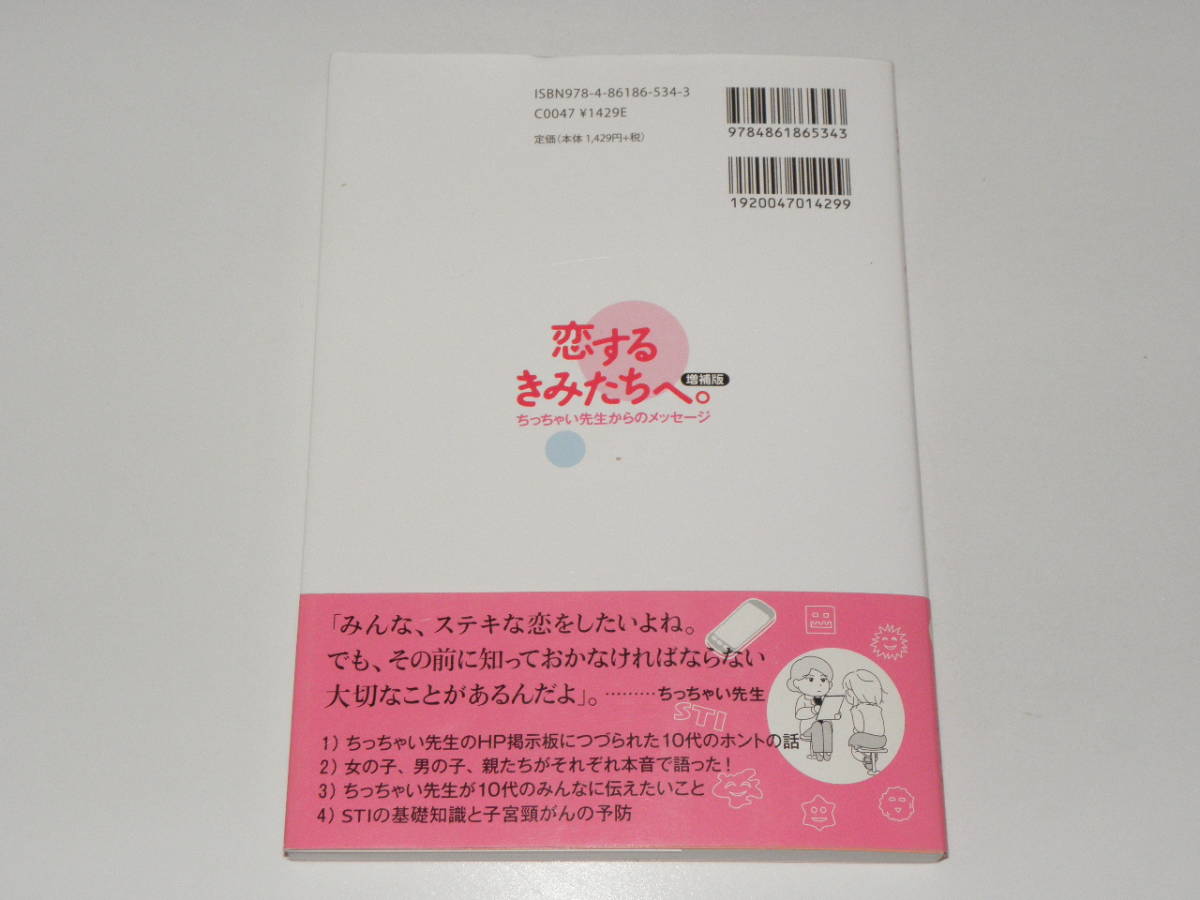 ISBN978-4-86186-534-3
C0047 ¥1429E
定価(本体 1,429円+税)
9784861865343
1920047014299
恋する
きみたちへ。 増補版
ちっちゃい先生からのメッセージ
「みんな、ステキな恋をしたいよね。
でも、その前に知っておかなければならない
大切なことがあるんだよ」。………ちっちゃい先生
STI
1) ちっちゃい先生のHP掲示板につづられた10代のホントの話
2) 女の子、男の子、親たちがそれぞれ本音で語った!
3) ちっちゃい先生が10代のみんなに伝えたいこと
4) STIの基礎知識と子宮頸がんの予防